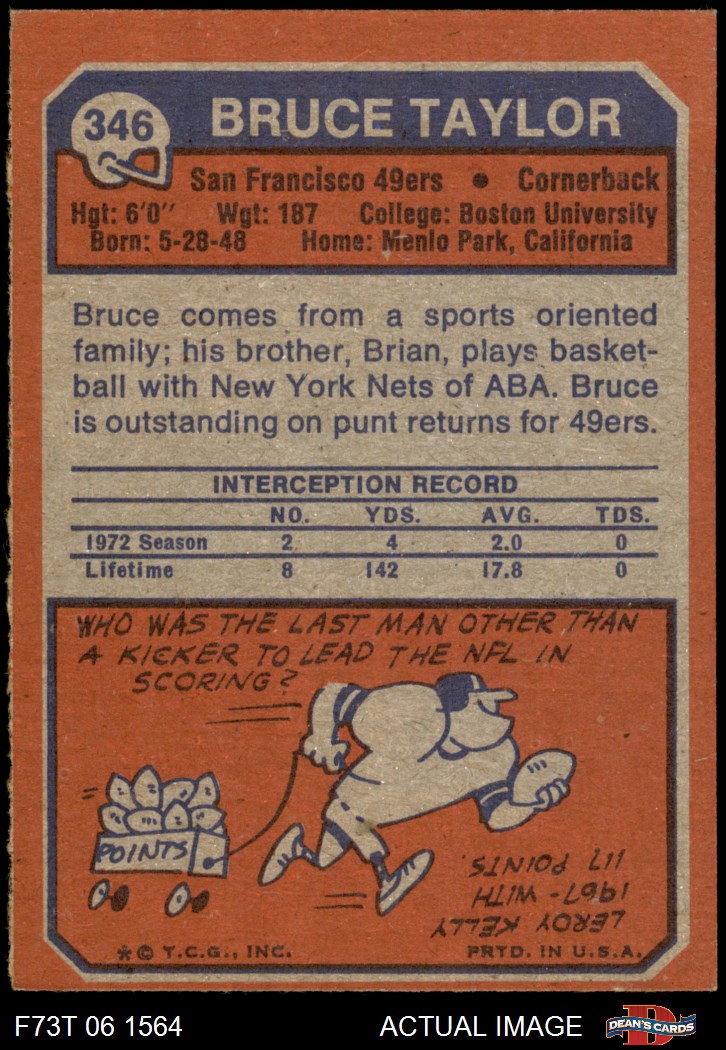 346
BRUCE TAYLOR
San Francisco 49ers • Cornerback
Hgt: 6'0" Wgt: 187 College: Boston University
Born: 5-28-48 Home: Menlo Park, California
Bruce comes from a sports oriented
family; his brother, Brian, plays basket-
ball with New York Nets of ABA. Bruce
is outstanding on punt returns for 49ers.
INTERCEPTION RECORD
NO. YDS. AVG. TDS.
1972 Season 2 4 2.0 0
Lifetime 8 142 17.8 0
WHO WAS THE LAST MAN OTHER THAN
A KICKER TO LEAD THE NFL IN
SCORING?
POINTS
LEROY KELLY
1967 - WITH
117 POINTS.
*© T.C.G., INC. PRTD. IN U.S.A.
F73T 06 1564 ACTUAL IMAGE
D
DEAN'S CARDS